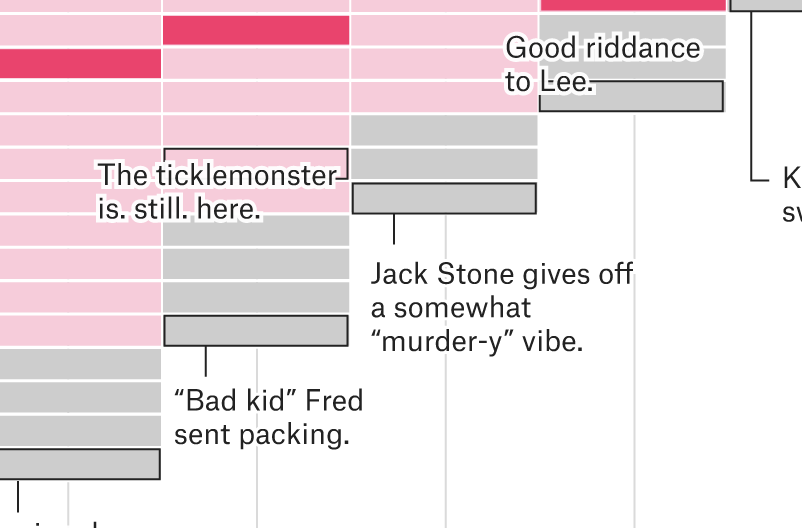 Good riddance
to Lee.
The ticklemonster
is. still. here.
Jack Stone gives off
a somewhat
“murder-y” vibe.
“Bad kid” Fred
sent packing.